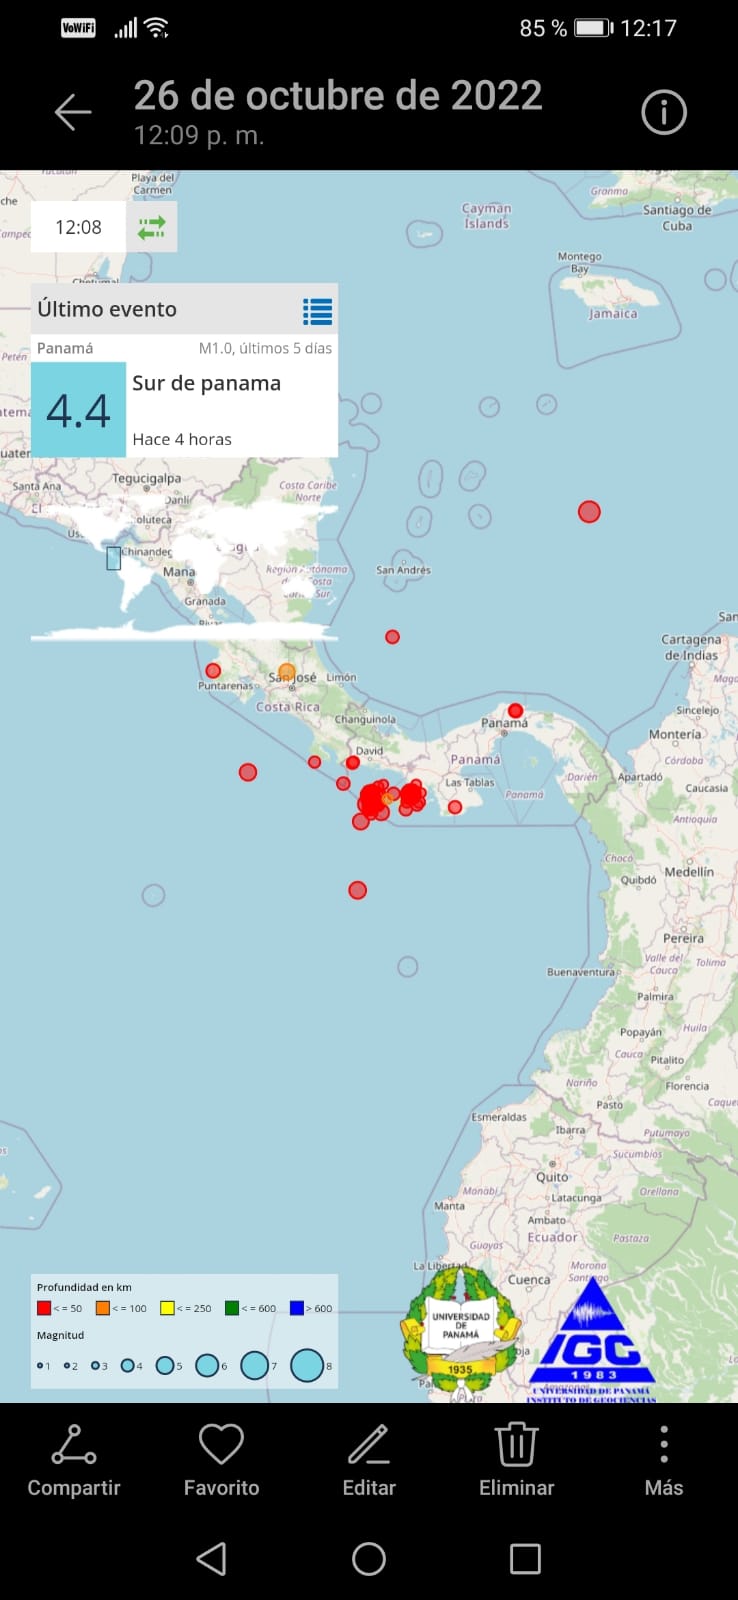 VoWiFi
85 %
12:17
26 de octubre de 2022
12:09 p. m.
Playa del
Carmen
Granma
Santiago de
Cuba
Cayman
Islands
12:08
Montego
Bay
Jamaica
Último evento
Panamá
M1.0, últimos 5 días
Petén
4.4
Sur de panama
Hace 4 horas
Santa Ana
Tegucigalpa
Danlí
Costa Caribe
Norte
Chinandeg
Mana
Región Autónoma
Sur
Granada
San Andrés
Cartagena
de Indias
Puntarenas
San José
Limón
Costa Rica
Changuinola
Sincelejo
Panamá
Montería
David
Panamá
Las Tablas
Panamá
Darién
Apartadó
Córdoba
Caucasia
Antioquia
Chocó
Quibdó
Medellín
Pereira
Valle del
Cauca
Tolima
Buenaventura
Palmira
Popayán
Huila
Cauca
Pitalito
Nariño
Florencia
Pasto
Esmeraldas
Ibarra
Putumayo
Sucumbíos
Quito
Manabí
Orellana
Latacunga
Manta
Ambato
Pastaza
Guayas
Ecuador
La Libertad
Morona
Santiago
Cuenca
Profundidad en km
<= 50
<= 100
<= 250
<= 600
> 600
Magnitud
1
2
3
4
5
6
7
8
UNIVERSIDAD
DE
PANAMÁ
1935
IGC
1983
UNIVERSIDAD DE PANAMÁ
INSTITUTO DE GEOCIENCIAS
Compartir
Favorito
Editar
Eliminar
Más